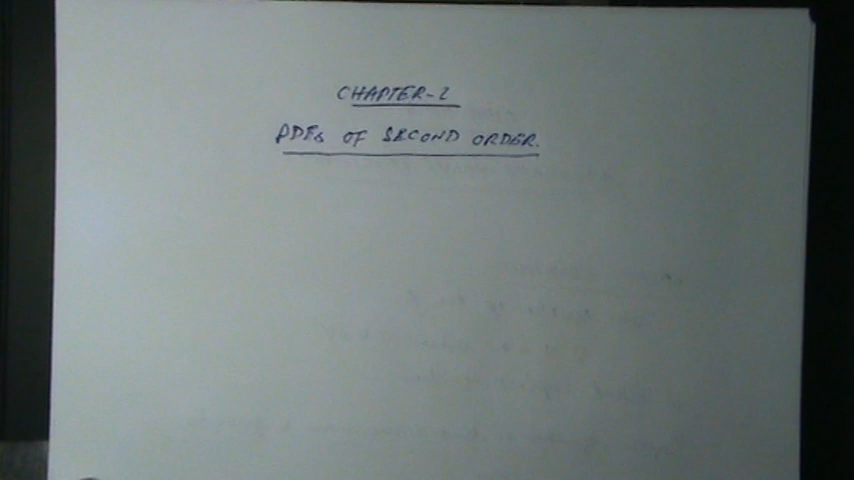 CHAPTER-2
PDEs OF SECOND ORDER.